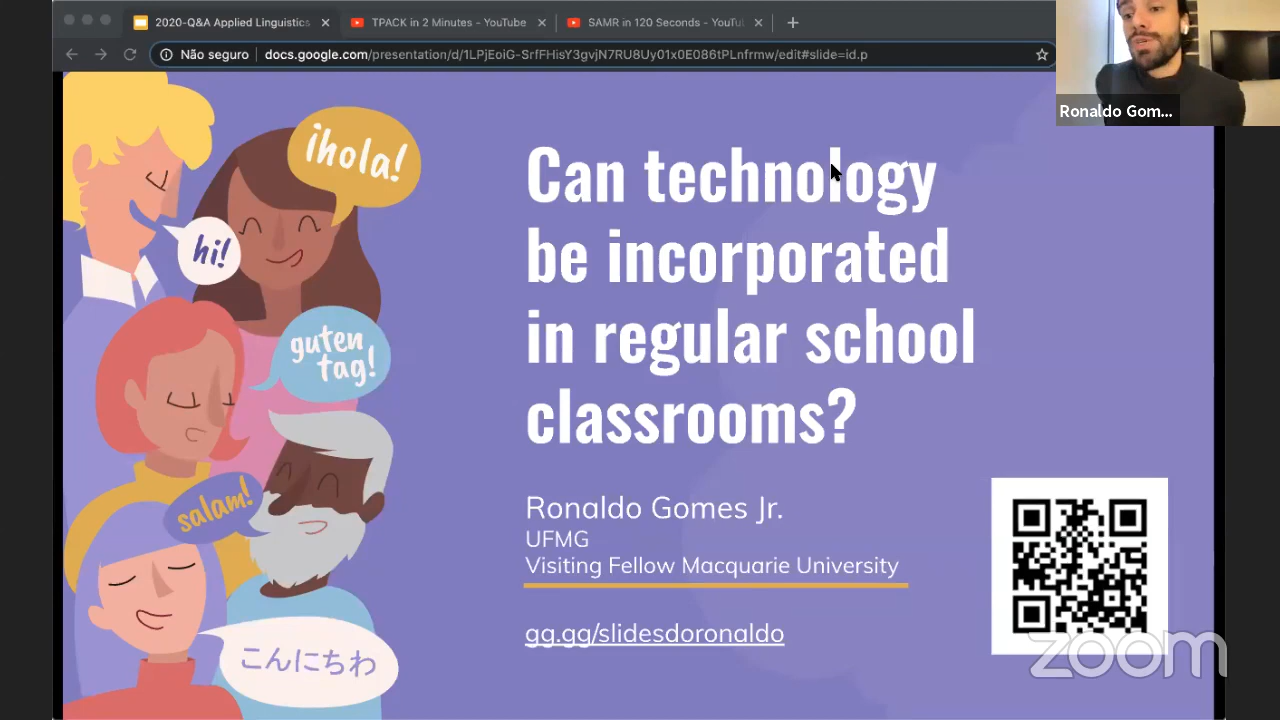 2020-Q&A Applied Linguistics
TPACK in 2 Minutes - YouTube
SAMR in 120 Seconds - YouTu
Não seguro
docs.google.com/presentation/d/1LPjEoiG-SrfFHisY3gvjN7RU8Uy01x0E086tPLnfrmw/edit#slide=id.p
Ronaldo Gom...
¡hola!
hi!
guten
tag!
salam!
こんにちわ
Can technology
be incorporated
in regular school
classrooms?
Ronaldo Gomes Jr.
UFMG
Visiting Fellow Macquarie University
gg.gg/slidesdoronaldo
zoom